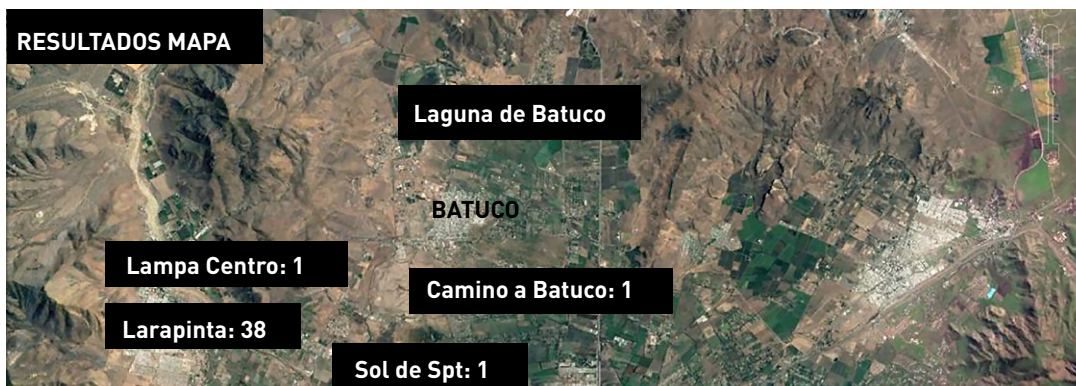 RESULTADOS MAPA
Laguna de Batuco
BATUCO
Lampa Centro: 1
Camino a Batuco: 1
Larapinta: 38
Sol de Spt: 1